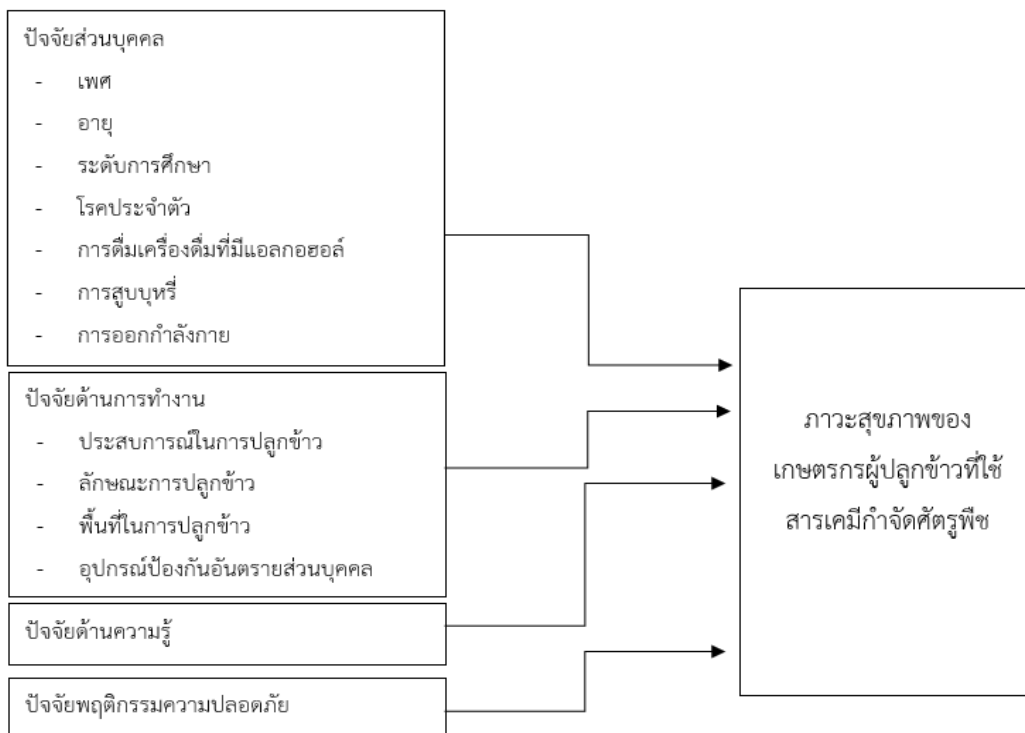 ปัจจัยส่วนบุคคล
- เพศ
- อายุ
- ระดับการศึกษา
- โรคประจำตัว
- การดื่มเครื่องดื่มที่มีแอลกอฮอล์
- การสูบบุหรี่
- การออกกำลังกาย
ปัจจัยด้านการทำงาน
- ประสบการณ์ในการปลูกข้าว
- ลักษณะการปลูกข้าว
- พื้นที่ในการปลูกข้าว
- อุปกรณ์ป้องกันอันตรายส่วนบุคคล
ปัจจัยด้านความรู้
ปัจจัยพฤติกรรมความปลอดภัย
ภาวะสุขภาพของ
เกษตรกรผู้ปลูกข้าวที่ใช้
สารเคมีกำจัดศัตรูพืช